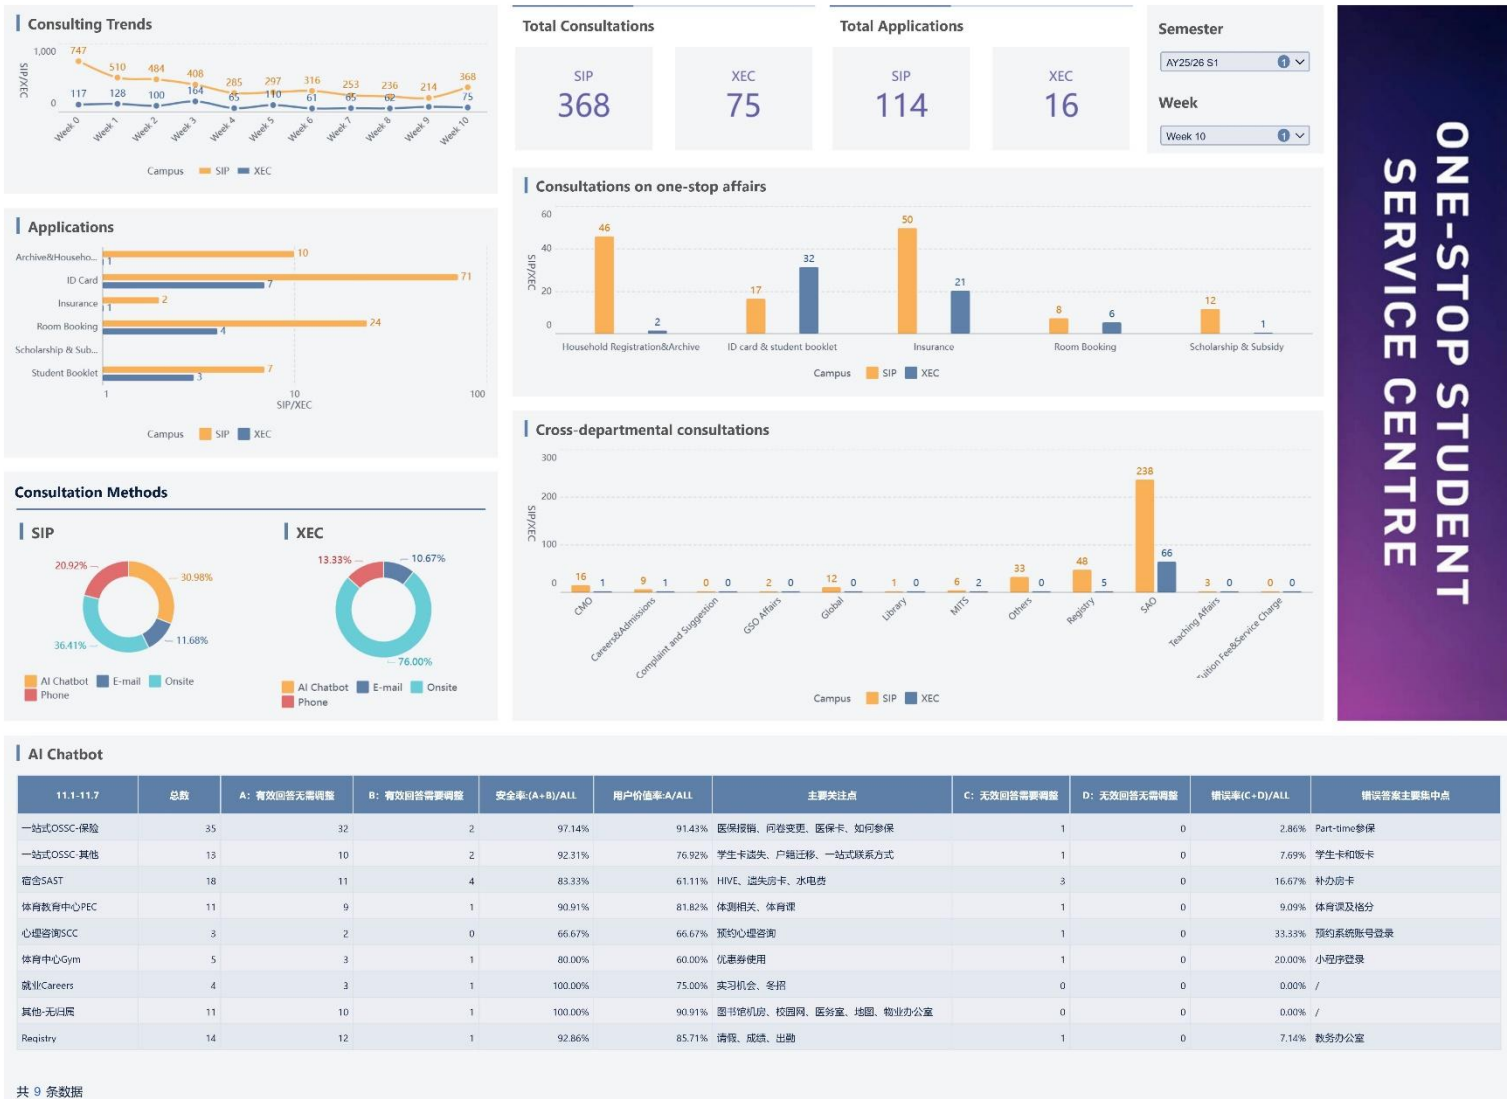 Consulting Trends
1,000
0
SIP/XEC
747
510
484
408
285
297
316
253
236
214
368
117
128
100
164
65
110
61
65
62
75
Week 0
Week 1
Week 2
Week 3
Week 4
Week 5
Week 6
Week 7
Week 8
Week 9
Week 10
Campus SIP XEC
Total Consultations
SIP
368
XEC
75
Total Applications
SIP
114
XEC
16
Semester
AY25/26 S1 1
Week
Week 10 1
ONE-STOP STUDENT
SERVICE CENTRE
Applications
Archive&Househo... 10 1
ID Card 71 7
Insurance 2 1
Room Booking 24 4
Scholarship & Sub...
Student Booklet 7 3
1 10 100
SIP/XEC
Campus SIP XEC
Consultations on one-stop affairs
60
40
20
0
SIP/XEC
46 2
17 32
50 21
8 6
12 1
Household Registration&Archive
ID card & student booklet
Insurance
Room Booking
Scholarship & Subsidy
Campus SIP XEC
Cross-departmental consultations
300
200
100
0
SIP/XEC
16 1
9 1
0 0
2 0
12 0
1 0
6 2
33 0
48 5
238 66
3 0
0 0
CMO
Careers&Admissions
Complaint and Suggestion
GSO Affairs
Global
Library
MITS
Others
Registry
SAO
Teaching Affairs
Tuition Fee&Service Charge
Campus SIP XEC
Consultation Methods
SIP
20.92%
30.98%
36.41%
11.68%
AI Chatbot E-mail Onsite
Phone
XEC
13.33%
10.67%
76.00%
AI Chatbot E-mail Onsite
Phone
AI Chatbot
11.1-11.7 总数 A：有效回答无需调整 B：有效回答需要调整 安全率:(A+B)/ALL 用户价值率:A/ALL 主要关注点 C：无效回答需要调整 D：无效回答无需调整 错误率(C+D)/ALL 错误答案主要集中点
一站式OSSC-保险 35 32 2 97.14% 91.43% 医保报销、问卷变更、医保卡、如何参保 1 0 2.86% Part-time参保
一站式OSSC-其他 13 10 2 92.31% 76.92% 学生卡遗失、户籍迁移、一站式联系方式 1 0 7.69% 学生卡和饭卡
宿舍SAST 18 11 4 83.33% 61.11% HIVE、遗失房卡、水电费 3 0 16.67% 补办房卡
体育教育中心PEC 11 9 1 90.91% 81.82% 体测相关、体育课 1 0 9.09% 体育课及格分
心理咨询SCC 3 2 0 66.67% 66.67% 预约心理咨询 1 0 33.33% 预约系统账号登录
体育中心Gym 5 3 1 80.00% 60.00% 优惠券使用 1 0 20.00% 小程序登录
就业Careers 4 3 1 100.00% 75.00% 实习机会、冬招 0 0 0.00% /
其他-无归属 11 10 1 100.00% 90.91% 图书馆机房、校园网、医务室、地图、物业办公室 0 0 0.00% /
Registry 14 12 1 92.86% 85.71% 请假、成绩、出勤 1 0 7.14% 教务办公室
共 9 条数据